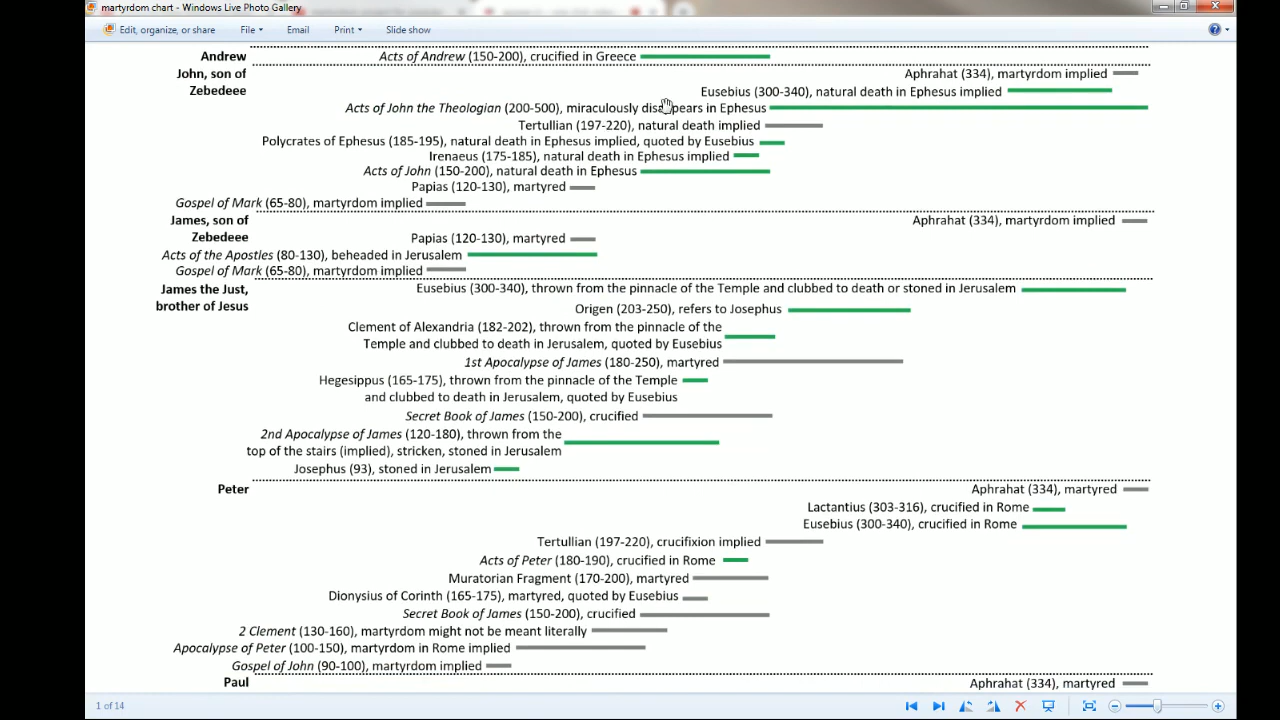 martyrdom chart - Windows Live Photo Gallery
Edit, organize, or share File Email Print Slide show
Andrew Acts of Andrew (150-200), crucified in Greece
John, son of Zebedeee
Aphrahat (334), martyrdom implied
Eusebius (300-340), natural death in Ephesus implied
Acts of John the Theologian (200-500), miraculously disappears in Ephesus
Tertullian (197-220), natural death implied
Polycrates of Ephesus (185-195), natural death in Ephesus implied, quoted by Eusebius
Irenaeus (175-185), natural death in Ephesus implied
Acts of John (150-200), natural death in Ephesus
Papias (120-130), martyred
Gospel of Mark (65-80), martyrdom implied
James, son of Zebedeee
Aphrahat (334), martyrdom implied
Papias (120-130), martyred
Acts of the Apostles (80-130), beheaded in Jerusalem
Gospel of Mark (65-80), martyrdom implied
James the Just, brother of Jesus
Eusebius (300-340), thrown from the pinnacle of the Temple and clubbed to death or stoned in Jerusalem
Origen (203-250), refers to Josephus
Clement of Alexandria (182-202), thrown from the pinnacle of the
Temple and clubbed to death in Jerusalem, quoted by Eusebius
1st Apocalypse of James (180-250), martyred
Hegesippus (165-175), thrown from the pinnacle of the Temple
and clubbed to death in Jerusalem, quoted by Eusebius
Secret Book of James (150-200), crucified
2nd Apocalypse of James (120-180), thrown from the
top of the stairs (implied), stricken, stoned in Jerusalem
Josephus (93), stoned in Jerusalem
Peter Aphrahat (334), martyred
Lactantius (303-316), crucified in Rome
Eusebius (300-340), crucified in Rome
Tertullian (197-220), crucifixion implied
Acts of Peter (180-190), crucified in Rome
Muratorian Fragment (170-200), martyred
Dionysius of Corinth (165-175), martyred, quoted by Eusebius
Secret Book of James (150-200), crucified
2 Clement (130-160), martyrdom might not be meant literally
Apocalypse of Peter (100-150), martyrdom in Rome implied
Gospel of John (90-100), martyrdom implied
Paul Aphrahat (334), martyred
1 of 14